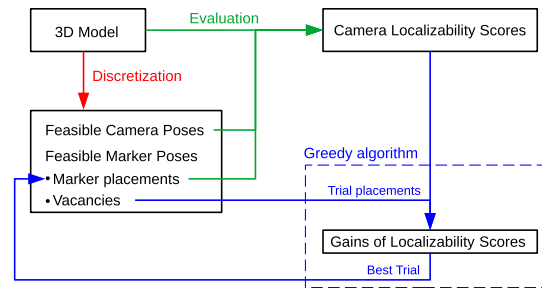 Evaluation
3D Model
Camera Localizability Scores
Discretization
Feasible Camera Poses
Feasible Marker Poses
• Marker placements
• Vacancies
Greedy algorithm
Trial placements
Gains of Localizability Scores
Best Trial